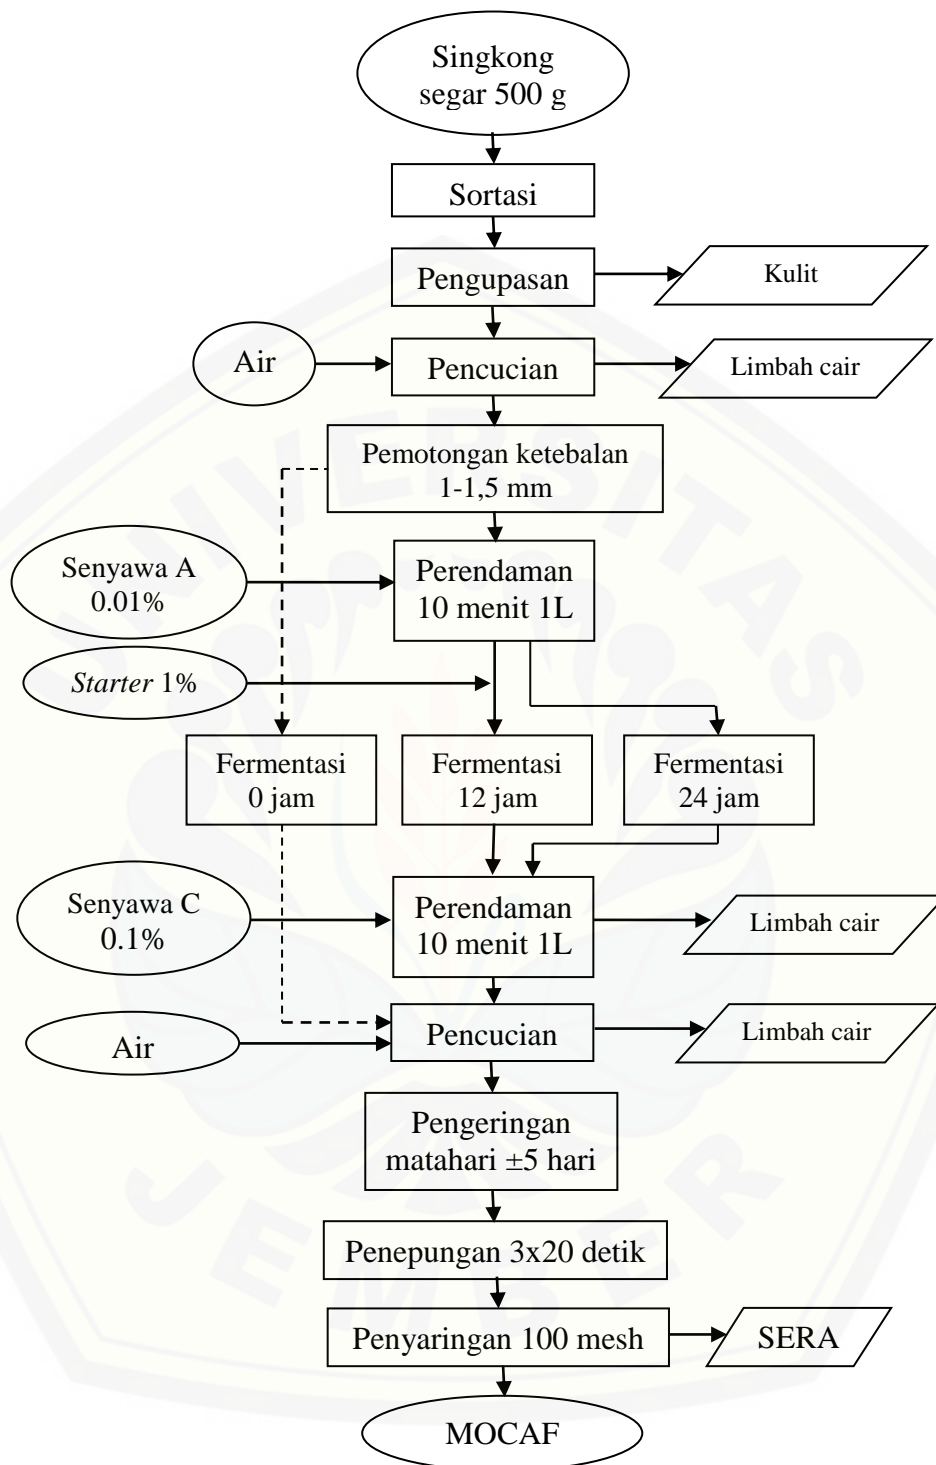 Singkong
segar 500 g
Sortasi
Pengupasan
Kulit
Air
Pencucian
Limbah cair
Pemotongan ketebalan
1-1,5 mm
Senyawa A
0.01%
Perendaman
10 menit 1L
Starter 1%
Fermentasi
0 jam
Fermentasi
12 jam
Fermentasi
24 jam
Senyawa C
0.1%
Perendaman
10 menit 1L
Limbah cair
Air
Pencucian
Limbah cair
Pengeringan
matahari ±5 hari
Penepungan 3x20 detik
Penyaringan 100 mesh
SERA
MOCAF
UNIVERSITAS
JEMBER